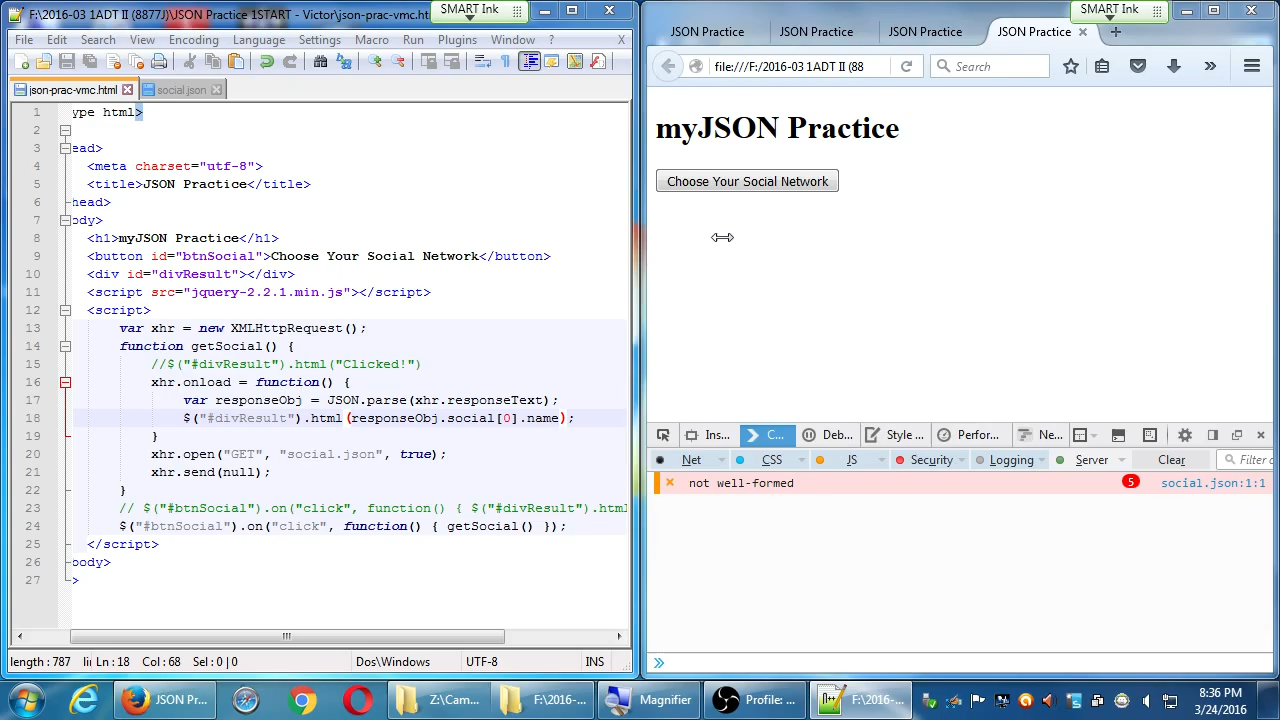 F:\2016-03 1ADT II (8877J)\JSON Practice 1START - Victor\json-prac-vmc.ht
SMART Ink
File Edit Search View Encoding Language Settings Macro Run Plugins Window ? X
json-prac-vmc.html social.json
1 ype html>
2
3 ead>
4 <meta charset="utf-8">
5 <title>JSON Practice</title>
6 head>
7 ody>
8 <h1>myJSON Practice</h1>
9 <button id="btnSocial">Choose Your Social Network</button>
10 <div id="divResult"></div>
11 <script src="jquery-2.2.1.min.js"></script>
12 <script>
13 var xhr = new XMLHttpRequest();
14 function getSocial() {
15 //$("#divResult").html("Clicked!")
16 xhr.onload = function() {
17 var responseObj = JSON.parse(xhr.responseText);
18 $("#divResult").html(responseObj.social[0].name);
19 }
20 xhr.open("GET", "social.json", true);
21 xhr.send(null);
22 }
23 // $("#btnSocial").on("click", function() { $("#divResult").html
24 $("#btnSocial").on("click", function() { getSocial() });
25 </script>
26 ody>
27 >
length : 787 li Ln : 18 Col : 68 Sel : 0 | 0 Dos\Windows UTF-8 INS
SMART Ink
JSON Practice JSON Practice JSON Practice JSON Practice
file:///F:/2016-03 1ADT II (88 Search
myJSON Practice
Choose Your Social Network
Ins... C... Deb... Style ... Perfor... Ne...
Net CSS JS Security Logging Server Clear Filter o
not well-formed 5 social.json:1:1
JSON Pr... Z:\Cam... F:\2016-... Magnifier Profile: ... F:\2016-...
8:36 PM
3/24/2016